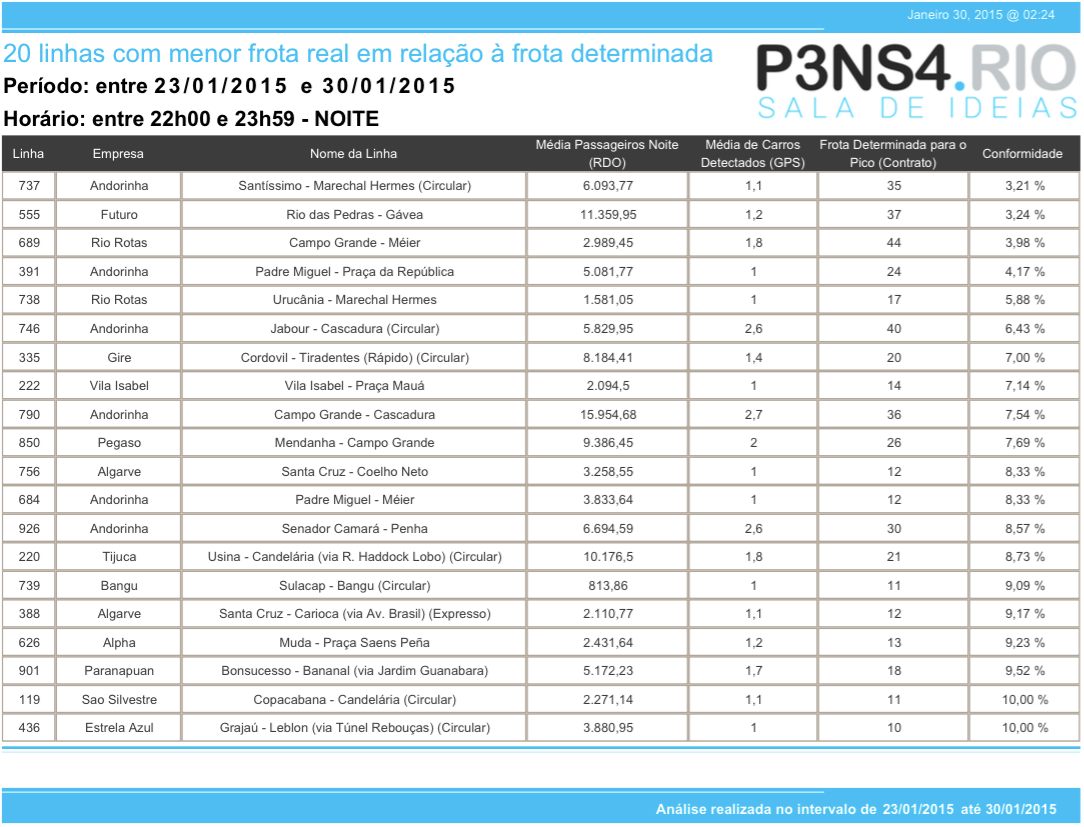 Janeiro 30, 2015 @ 02:24
20 linhas com menor frota real em relação à frota determinada
Período: entre 23/01/2015 e 30/01/2015
Horário: entre 22h00 e 23h59 - NOITE
P3NS4.RIO
SALA DE IDEIAS
Linha Empresa Nome da Linha Média Passageiros Noite (RDO) Média de Carros Detectados (GPS) Frota Determinada para o Pico (Contrato) Conformidade
737 Andorinha Santíssimo - Marechal Hermes (Circular) 6.093,77 1,1 35 3,21 %
555 Futuro Rio das Pedras - Gávea 11.359,95 1,2 37 3,24 %
689 Rio Rotas Campo Grande - Méier 2.989,45 1,8 44 3,98 %
391 Andorinha Padre Miguel - Praça da República 5.081,77 1 24 4,17 %
738 Rio Rotas Urucânia - Marechal Hermes 1.581,05 1 17 5,88 %
746 Andorinha Jabour - Cascadura (Circular) 5.829,95 2,6 40 6,43 %
335 Gire Cordovil - Tiradentes (Rápido) (Circular) 8.184,41 1,4 20 7,00 %
222 Vila Isabel Vila Isabel - Praça Mauá 2.094,5 1 14 7,14 %
790 Andorinha Campo Grande - Cascadura 15.954,68 2,7 36 7,54 %
850 Pegaso Mendanha - Campo Grande 9.386,45 2 26 7,69 %
756 Algarve Santa Cruz - Coelho Neto 3.258,55 1 12 8,33 %
684 Andorinha Padre Miguel - Méier 3.833,64 1 12 8,33 %
926 Andorinha Senador Camará - Penha 6.694,59 2,6 30 8,57 %
220 Tijuca Usina - Candelária (via R. Haddock Lobo) (Circular) 10.176,5 1,8 21 8,73 %
739 Bangu Sulacap - Bangu (Circular) 813,86 1 11 9,09 %
388 Algarve Santa Cruz - Carioca (via Av. Brasil) (Expresso) 2.110,77 1,1 12 9,17 %
626 Alpha Muda - Praça Saens Peña 2.431,64 1,2 13 9,23 %
901 Paranapuan Bonsucesso - Bananal (via Jardim Guanabara) 5.172,23 1,7 18 9,52 %
119 Sao Silvestre Copacabana - Candelária (Circular) 2.271,14 1,1 11 10,00 %
436 Estrela Azul Grajaú - Leblon (via Túnel Rebouças) (Circular) 3.880,95 1 10 10,00 %
Análise realizada no intervalo de 23/01/2015 até 30/01/2015